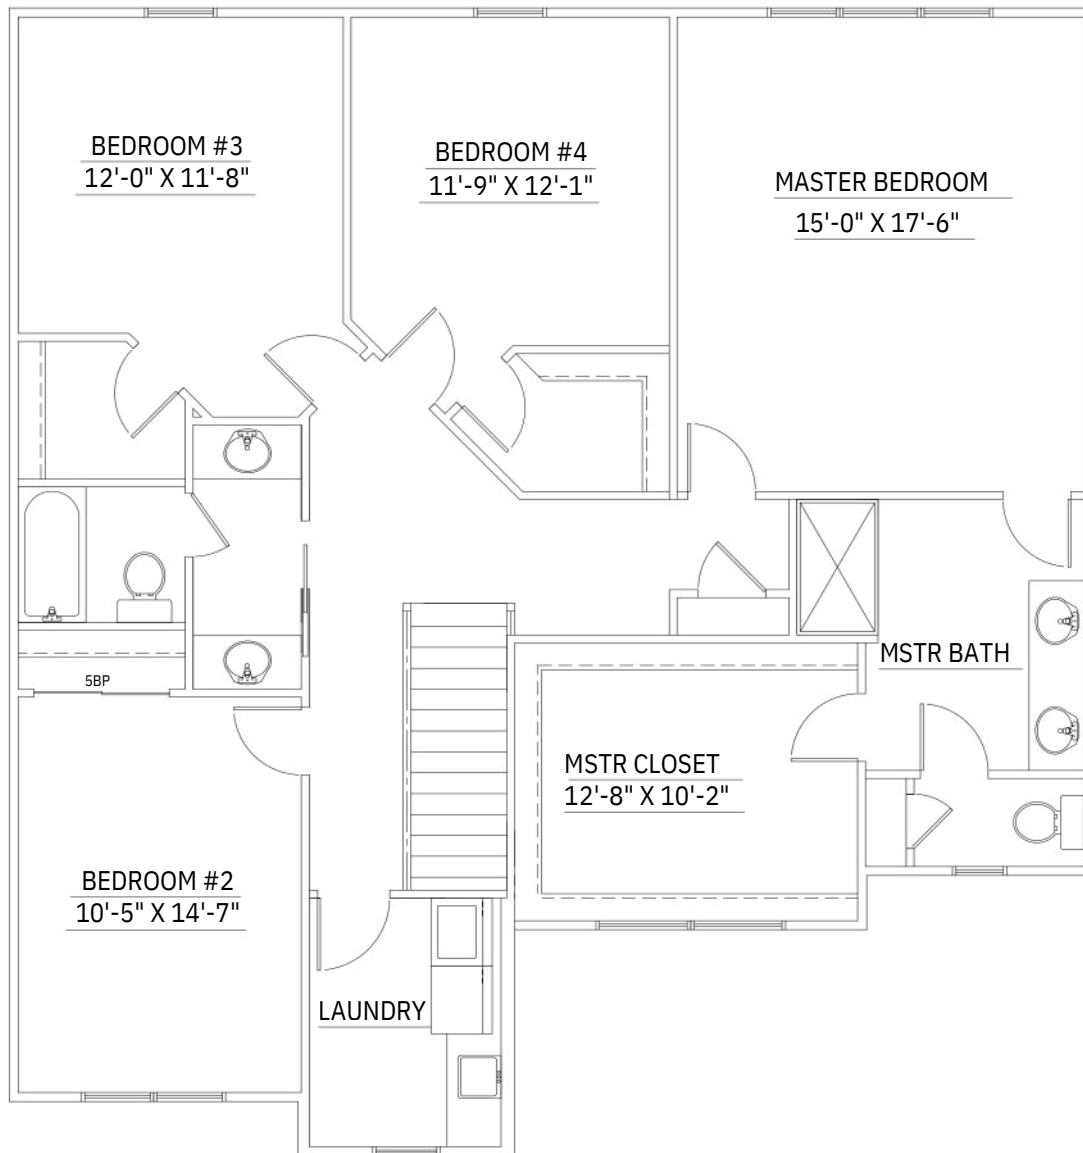 BEDROOM #3
12'-0" X 11'-8"
BEDROOM #4
11'-9" X 12'-1"
MASTER BEDROOM
15'-0" X 17'-6"
MSTR BATH
5BP
MSTR CLOSET
12'-8" X 10'-2"
BEDROOM #2
10'-5" X 14'-7"
LAUNDRY